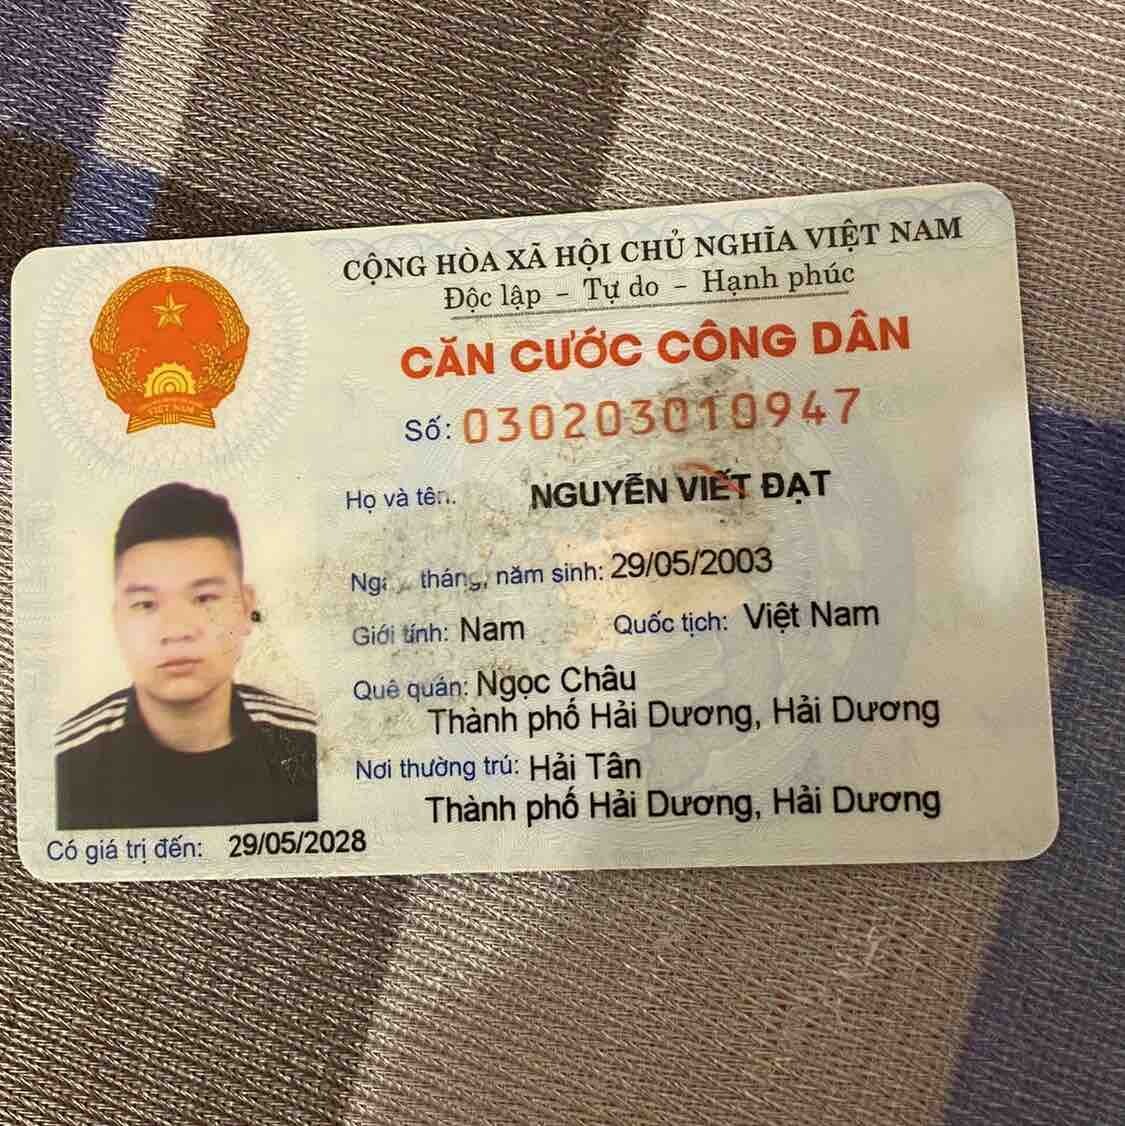 CỘNG HÒA XÃ HỘI CHỦ NGHĨA VIỆT NAM
Độc lập - Tự do - Hạnh phúc
CĂN CƯỚC CÔNG DÂN
Số: 030203010947
Họ và tên: NGUYỄN VIẾT ĐẠT
tháng, năm sinh: 29/05/2003
Giới tính: Nam Quốc tịch: Việt Nam
Quê quán: Ngọc Châu
Thành phố Hải Dương, Hải Dương
Nơi thường trú: Hải Tân
Thành phố Hải Dương, Hải Dương
Có giá trị đến: 29/05/2028
VIỆT NAM